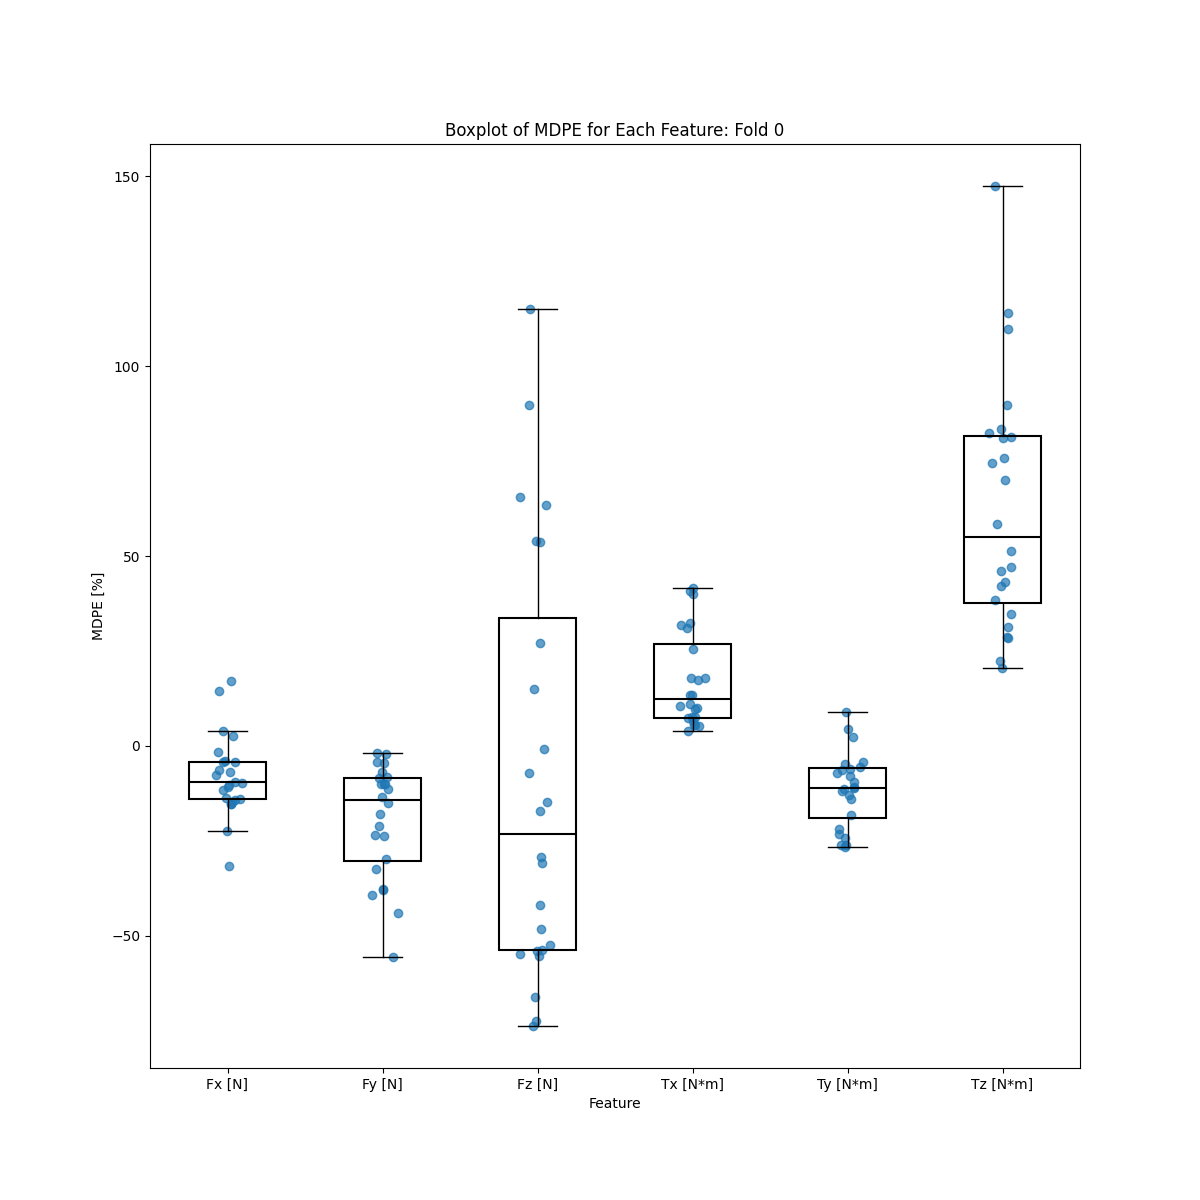 Boxplot of MDPE for Each Feature: Fold 0
150
100
50
0
−50
MDPE [%]
Fx [N]
Fy [N]
Fz [N]
Tx [N*m]
Ty [N*m]
Tz [N*m]
Feature